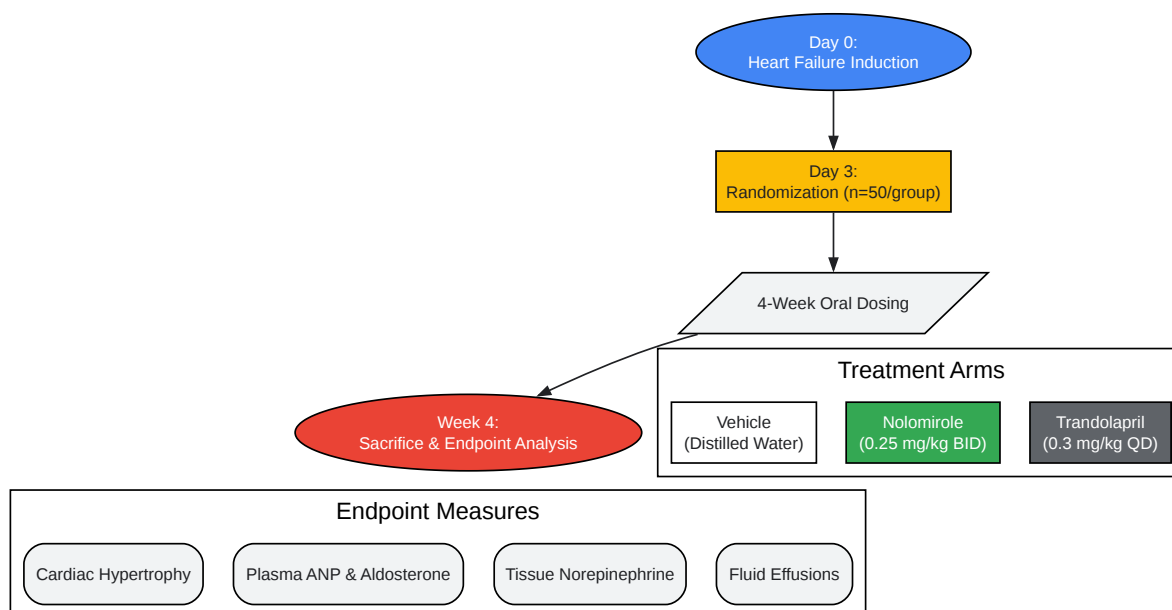 Day 0:
Heart Failure Induction
Day 3:
Randomization (n=50/group)
4-Week Oral Dosing
Treatment Arms
Vehicle
(Distilled Water)
Nolomirole
(0.25 mg/kg BID)
Trandolapril
(0.3 mg/kg QD)
Week 4:
Sacrifice & Endpoint Analysis
Endpoint Measures
Cardiac Hypertrophy
Plasma ANP & Aldosterone
Tissue Norepinephrine
Fluid Effusions